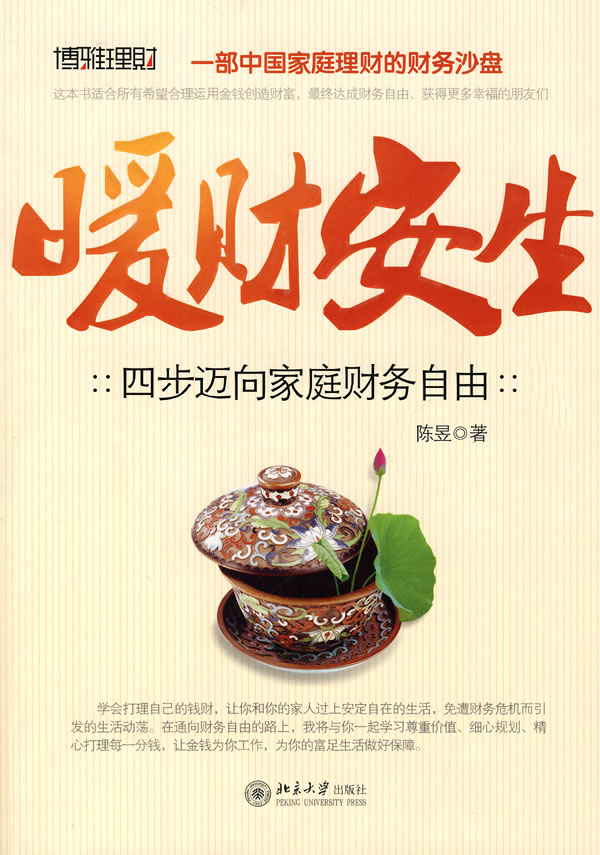 博雅理财
一部中国家庭理财的财务沙盘
这本书适合所有希望合理运用金钱创造财富，最终达成财务自由、获得更多幸福的朋友们
暖财安生
::四步迈向家庭财务自由::
陈昱◎著
学会打理自己的钱财，让你和你的家人过上安定自在的生活，免遭财务危机而引
发的生活动荡。在通向财务自由的路上，我将与你一起学习尊重价值、细心规划、精
心打理每一分钱，让金钱为你工作，为你的富足生活做好保障。
北京大学出版社
PEKING UNIVERSITY PRESS